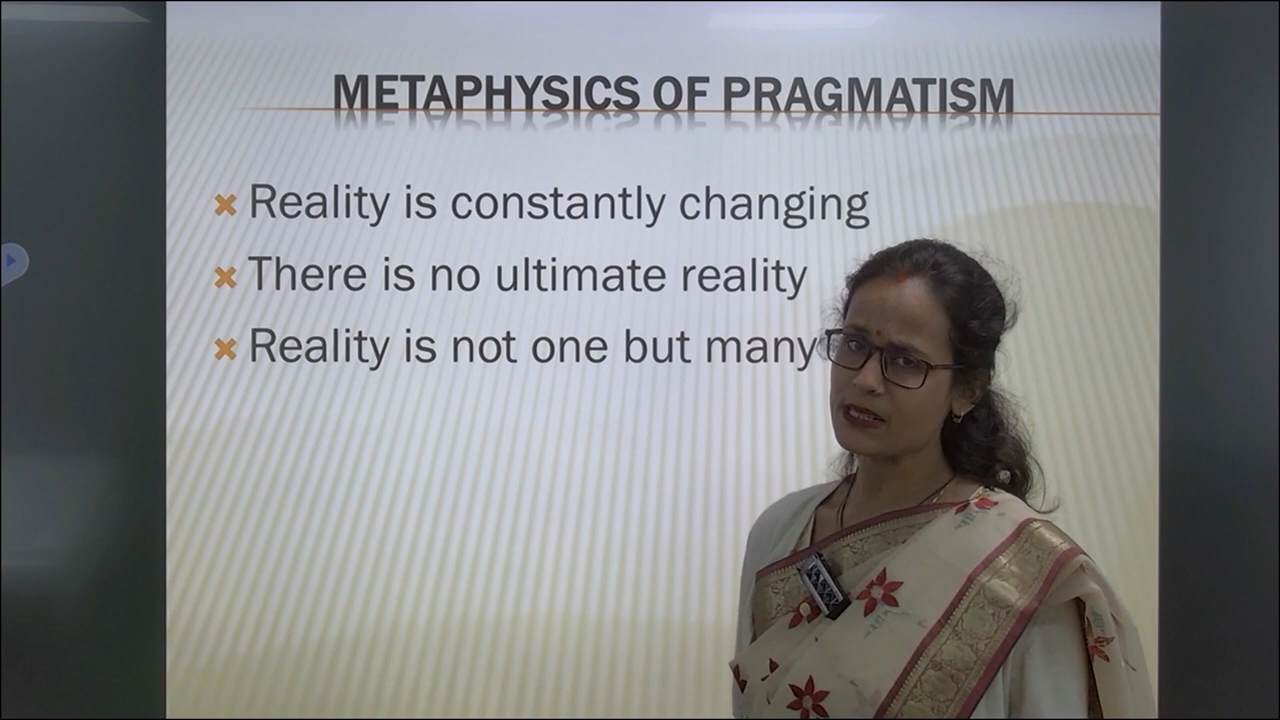 METAPHYSICS OF PRAGMATISM
Reality is constantly changing
There is no ultimate reality
Reality is not one but many